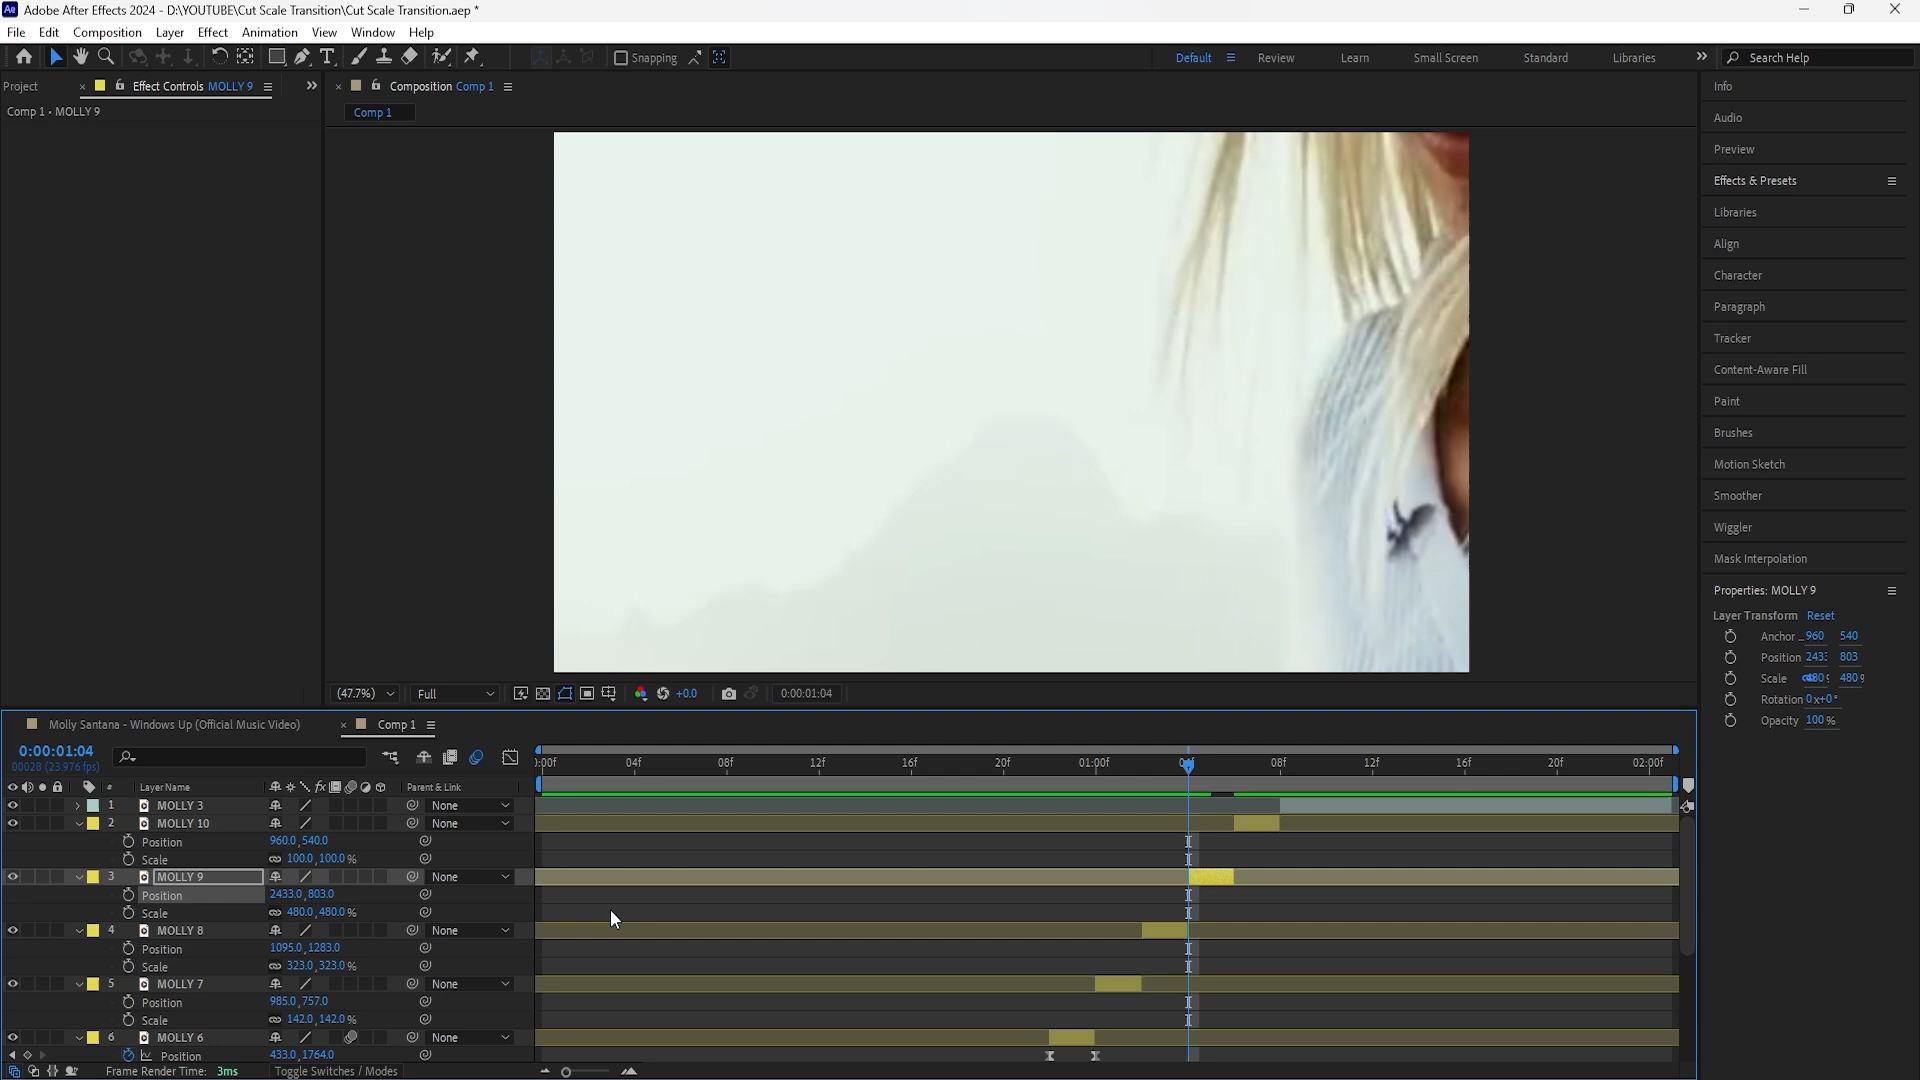 Adobe After Effects 2024 - D:\YOUTUBE\Cut Scale Transition\Cut Scale Transition.aep *
File Edit Composition Layer Effect Animation View Window Help
Snapping Default Review Learn Small Screen Standard Libraries Search Help
Project Effect Controls MOLLY 9 Composition Comp 1 Info
Comp 1 • MOLLY 9 Comp 1
Audio
Preview
Effects & Presets
Libraries
Align
Character
Paragraph
Tracker
Content-Aware Fill
Paint
Brushes
Motion Sketch
Smoother
Wiggler
Mask Interpolation
Properties: MOLLY 9
Layer Transform Reset
Anchor 960 540
Position 803
Scale 480
Rotation 0x+0°
Opacity 100%
(47.7%) Full +0.0 0:00:01:04
Molly Santana - Windows Up (Official Music Video) Comp 1
0:00:01:04
00028 (23.976 fps)
:00f 04f 08f 12f 16f 20f 01:00f 08f 12f 16f 20f 02:00f
# Layer Name Parent & Link
1 MOLLY 3 None
2 MOLLY 10 None
Position 960.0, 540.0
Scale 100.0, 100.0%
3 MOLLY 9 None
Position 2433.0, 803.0
Scale 480.0, 480.0%
4 MOLLY 8 None
Position 1095.0, 1283.0
Scale 323.0, 323.0%
5 MOLLY 7 None
Position 985.0, 757.0
Scale 142.0, 142.0%
6 MOLLY 6 None
Position 433.0, 1764.0
Frame Render Time: 3ms Toggle Switches / Modes